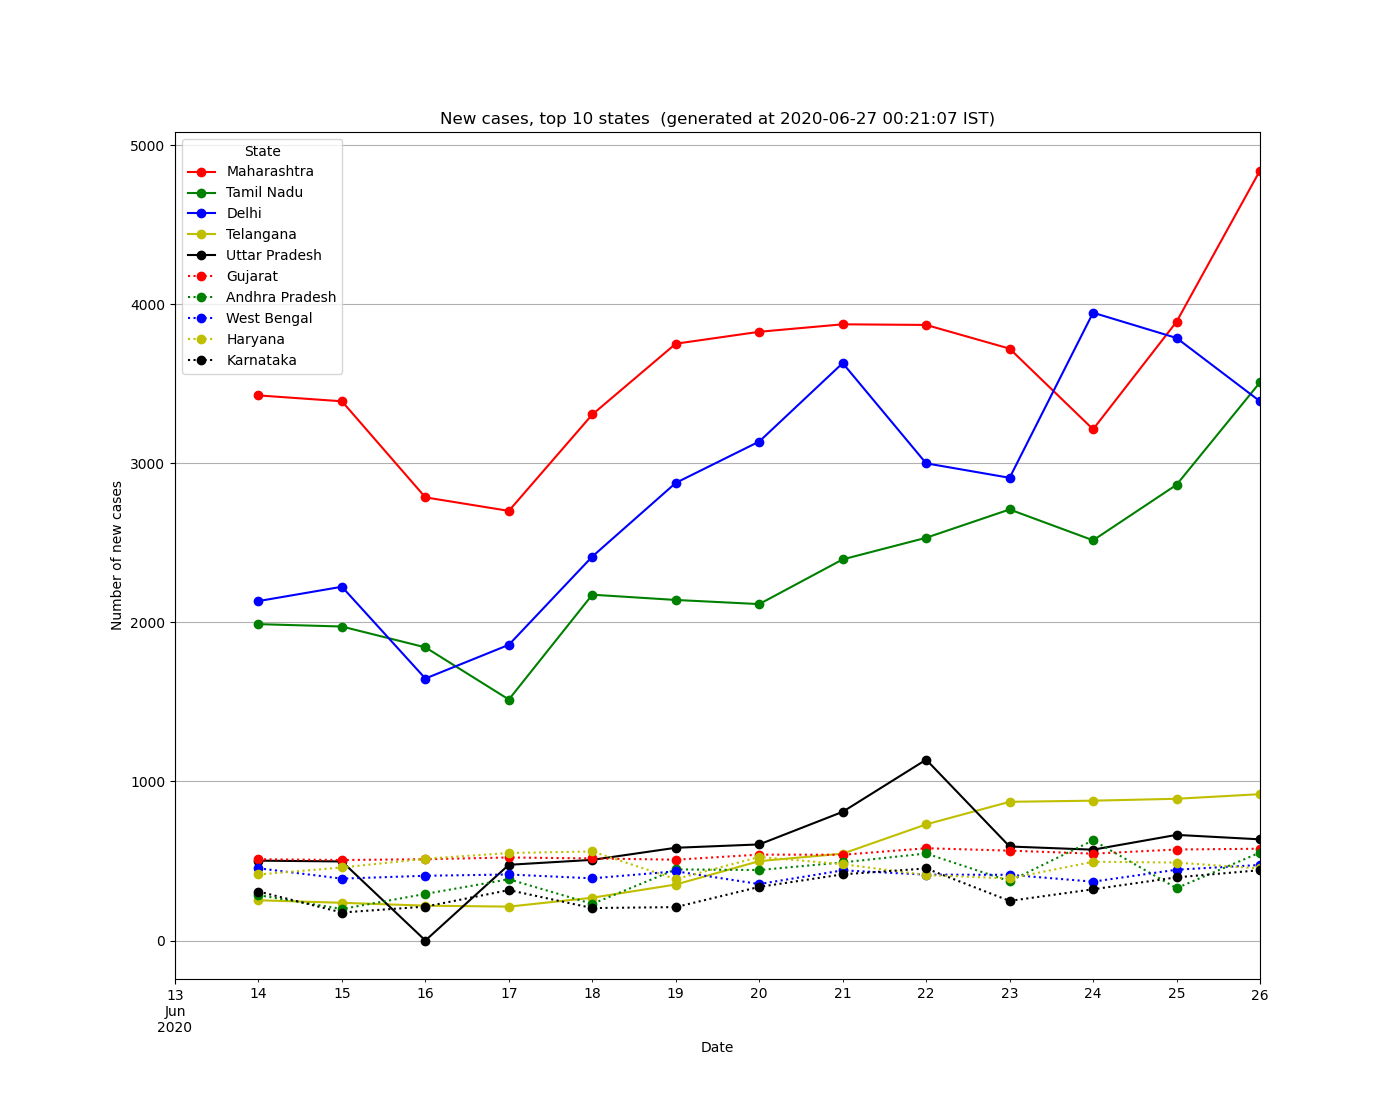 New cases, top 10 states  (generated at 2020-06-27 00:21:07 IST)
State
Maharashtra
Tamil Nadu
Delhi
Telangana
Uttar Pradesh
Gujarat
Andhra Pradesh
West Bengal
Haryana
Karnataka
Number of new cases
5000
4000
3000
2000
1000
0
13 14 15 16 17 18 19 20 21 22 23 24 25 26
Jun
2020
Date